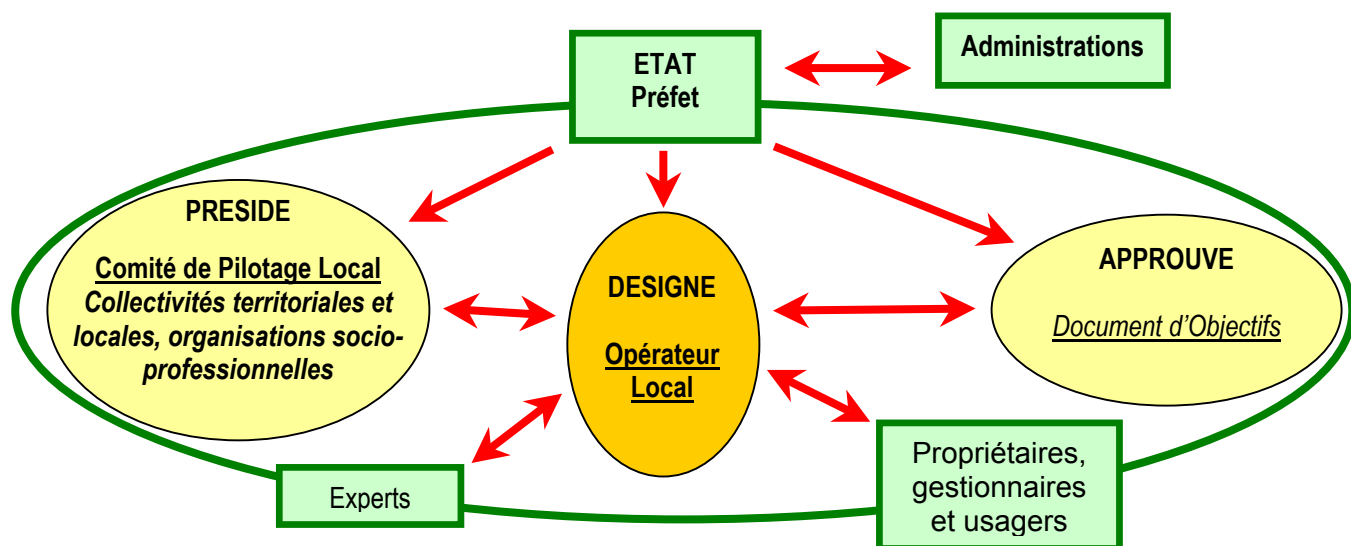 ETAT
Préfet
Administrations
PRESIDE
Comité de Pilotage Local
Collectivités territoriales et
locales, organisations socio-
professionnelles
DESIGNE
Opérateur
Local
APPROUVE
Document d'Objectifs
Experts
Propriétaires,
gestionnaires
et usagers